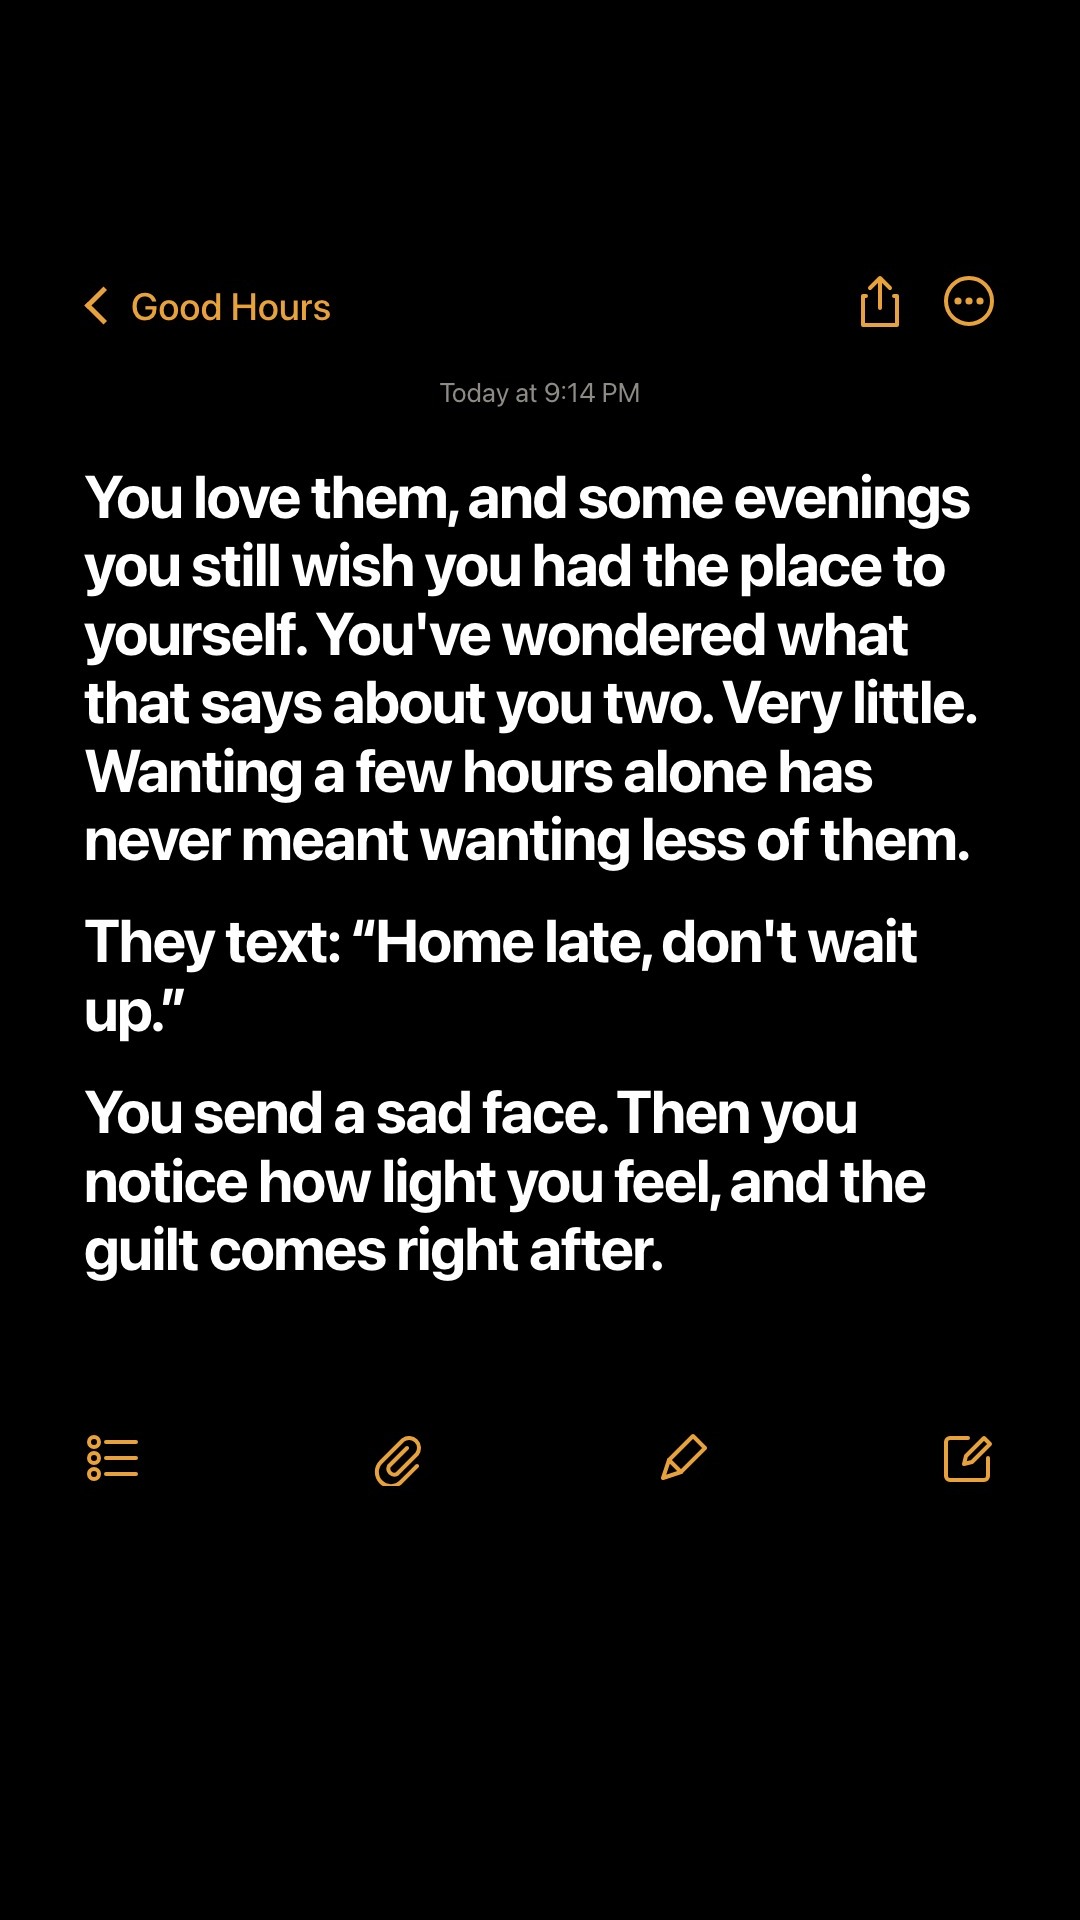 Good Hours
Today at 9:14 PM
You love them, and some evenings
you still wish you had the place to
yourself. You've wondered what
that says about you two. Very little.
Wanting a few hours alone has
never meant wanting less of them.
They text: “Home late, don't wait
up.”
You send a sad face. Then you
notice how light you feel, and the
guilt comes right after.